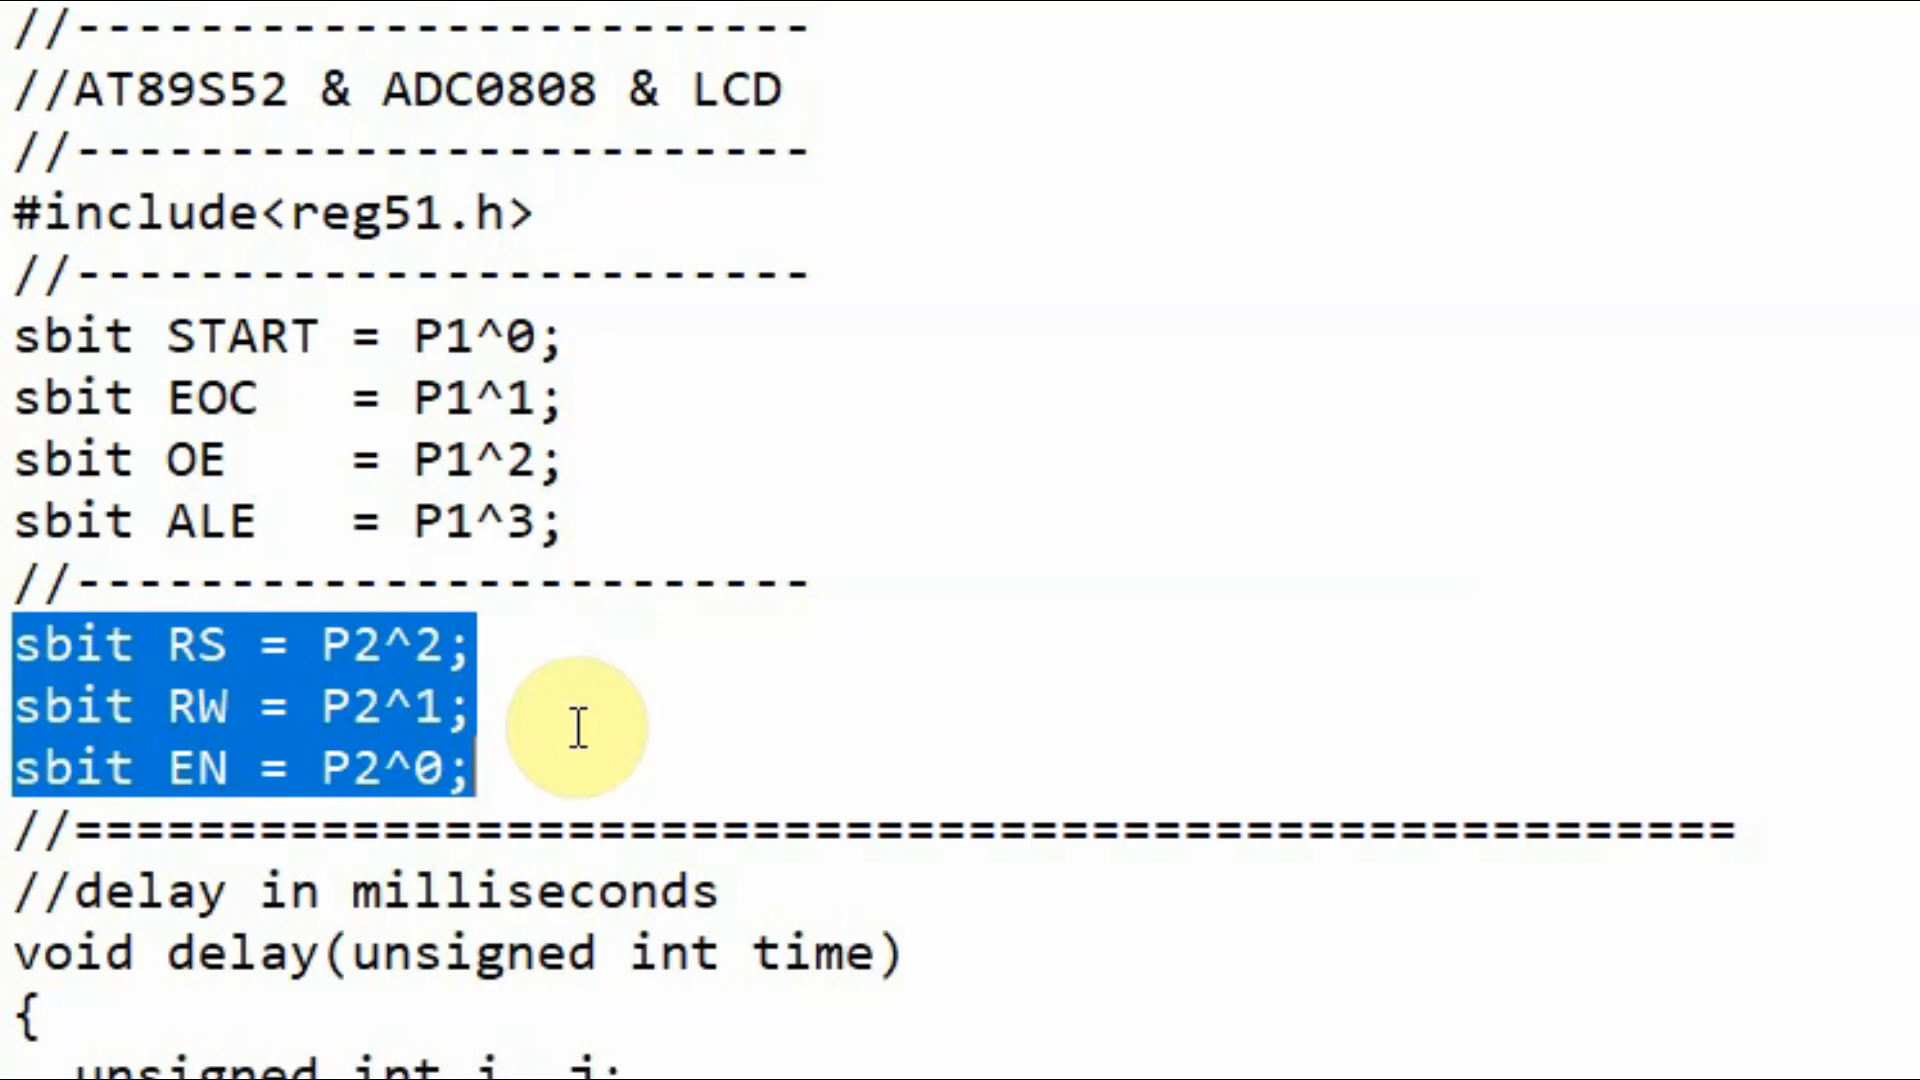 //------------------------
//AT89S52 & ADC0808 & LCD
//------------------------
#include<reg51.h>
//------------------------
sbit START = P1^0;
sbit EOC   = P1^1;
sbit OE    = P1^2;
sbit ALE   = P1^3;
//------------------------
sbit RS = P2^2;
sbit RW = P2^1;
sbit EN = P2^0;
//======================================================
//delay in milliseconds
void delay(unsigned int time)
{
  unsigned int i, j;